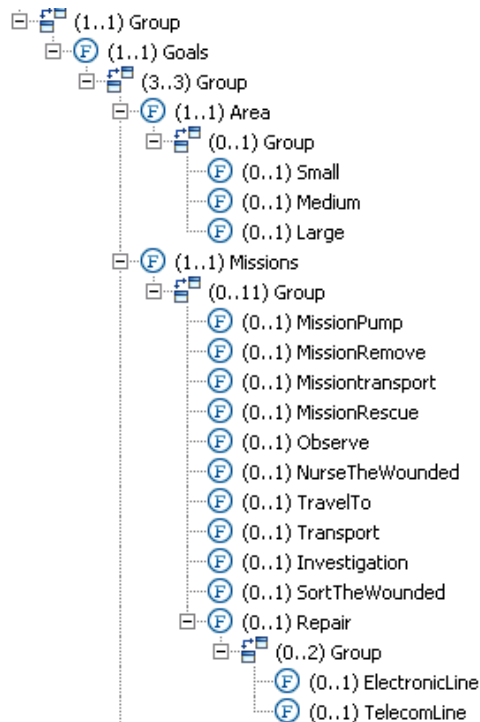 (1..1) Group
F (1..1) Goals
(3..3) Group
F (1..1) Area
(0..1) Group
F (0..1) Small
F (0..1) Medium
F (0..1) Large
F (1..1) Missions
(0..11) Group
F (0..1) MissionPump
F (0..1) MissionRemove
F (0..1) Missiontransport
F (0..1) MissionRescue
F (0..1) Observe
F (0..1) NurseTheWounded
F (0..1) TravelTo
F (0..1) Transport
F (0..1) Investigation
F (0..1) SortTheWounded
F (0..1) Repair
(0..2) Group
F (0..1) ElectronicLine
F (0..1) TelecomLine